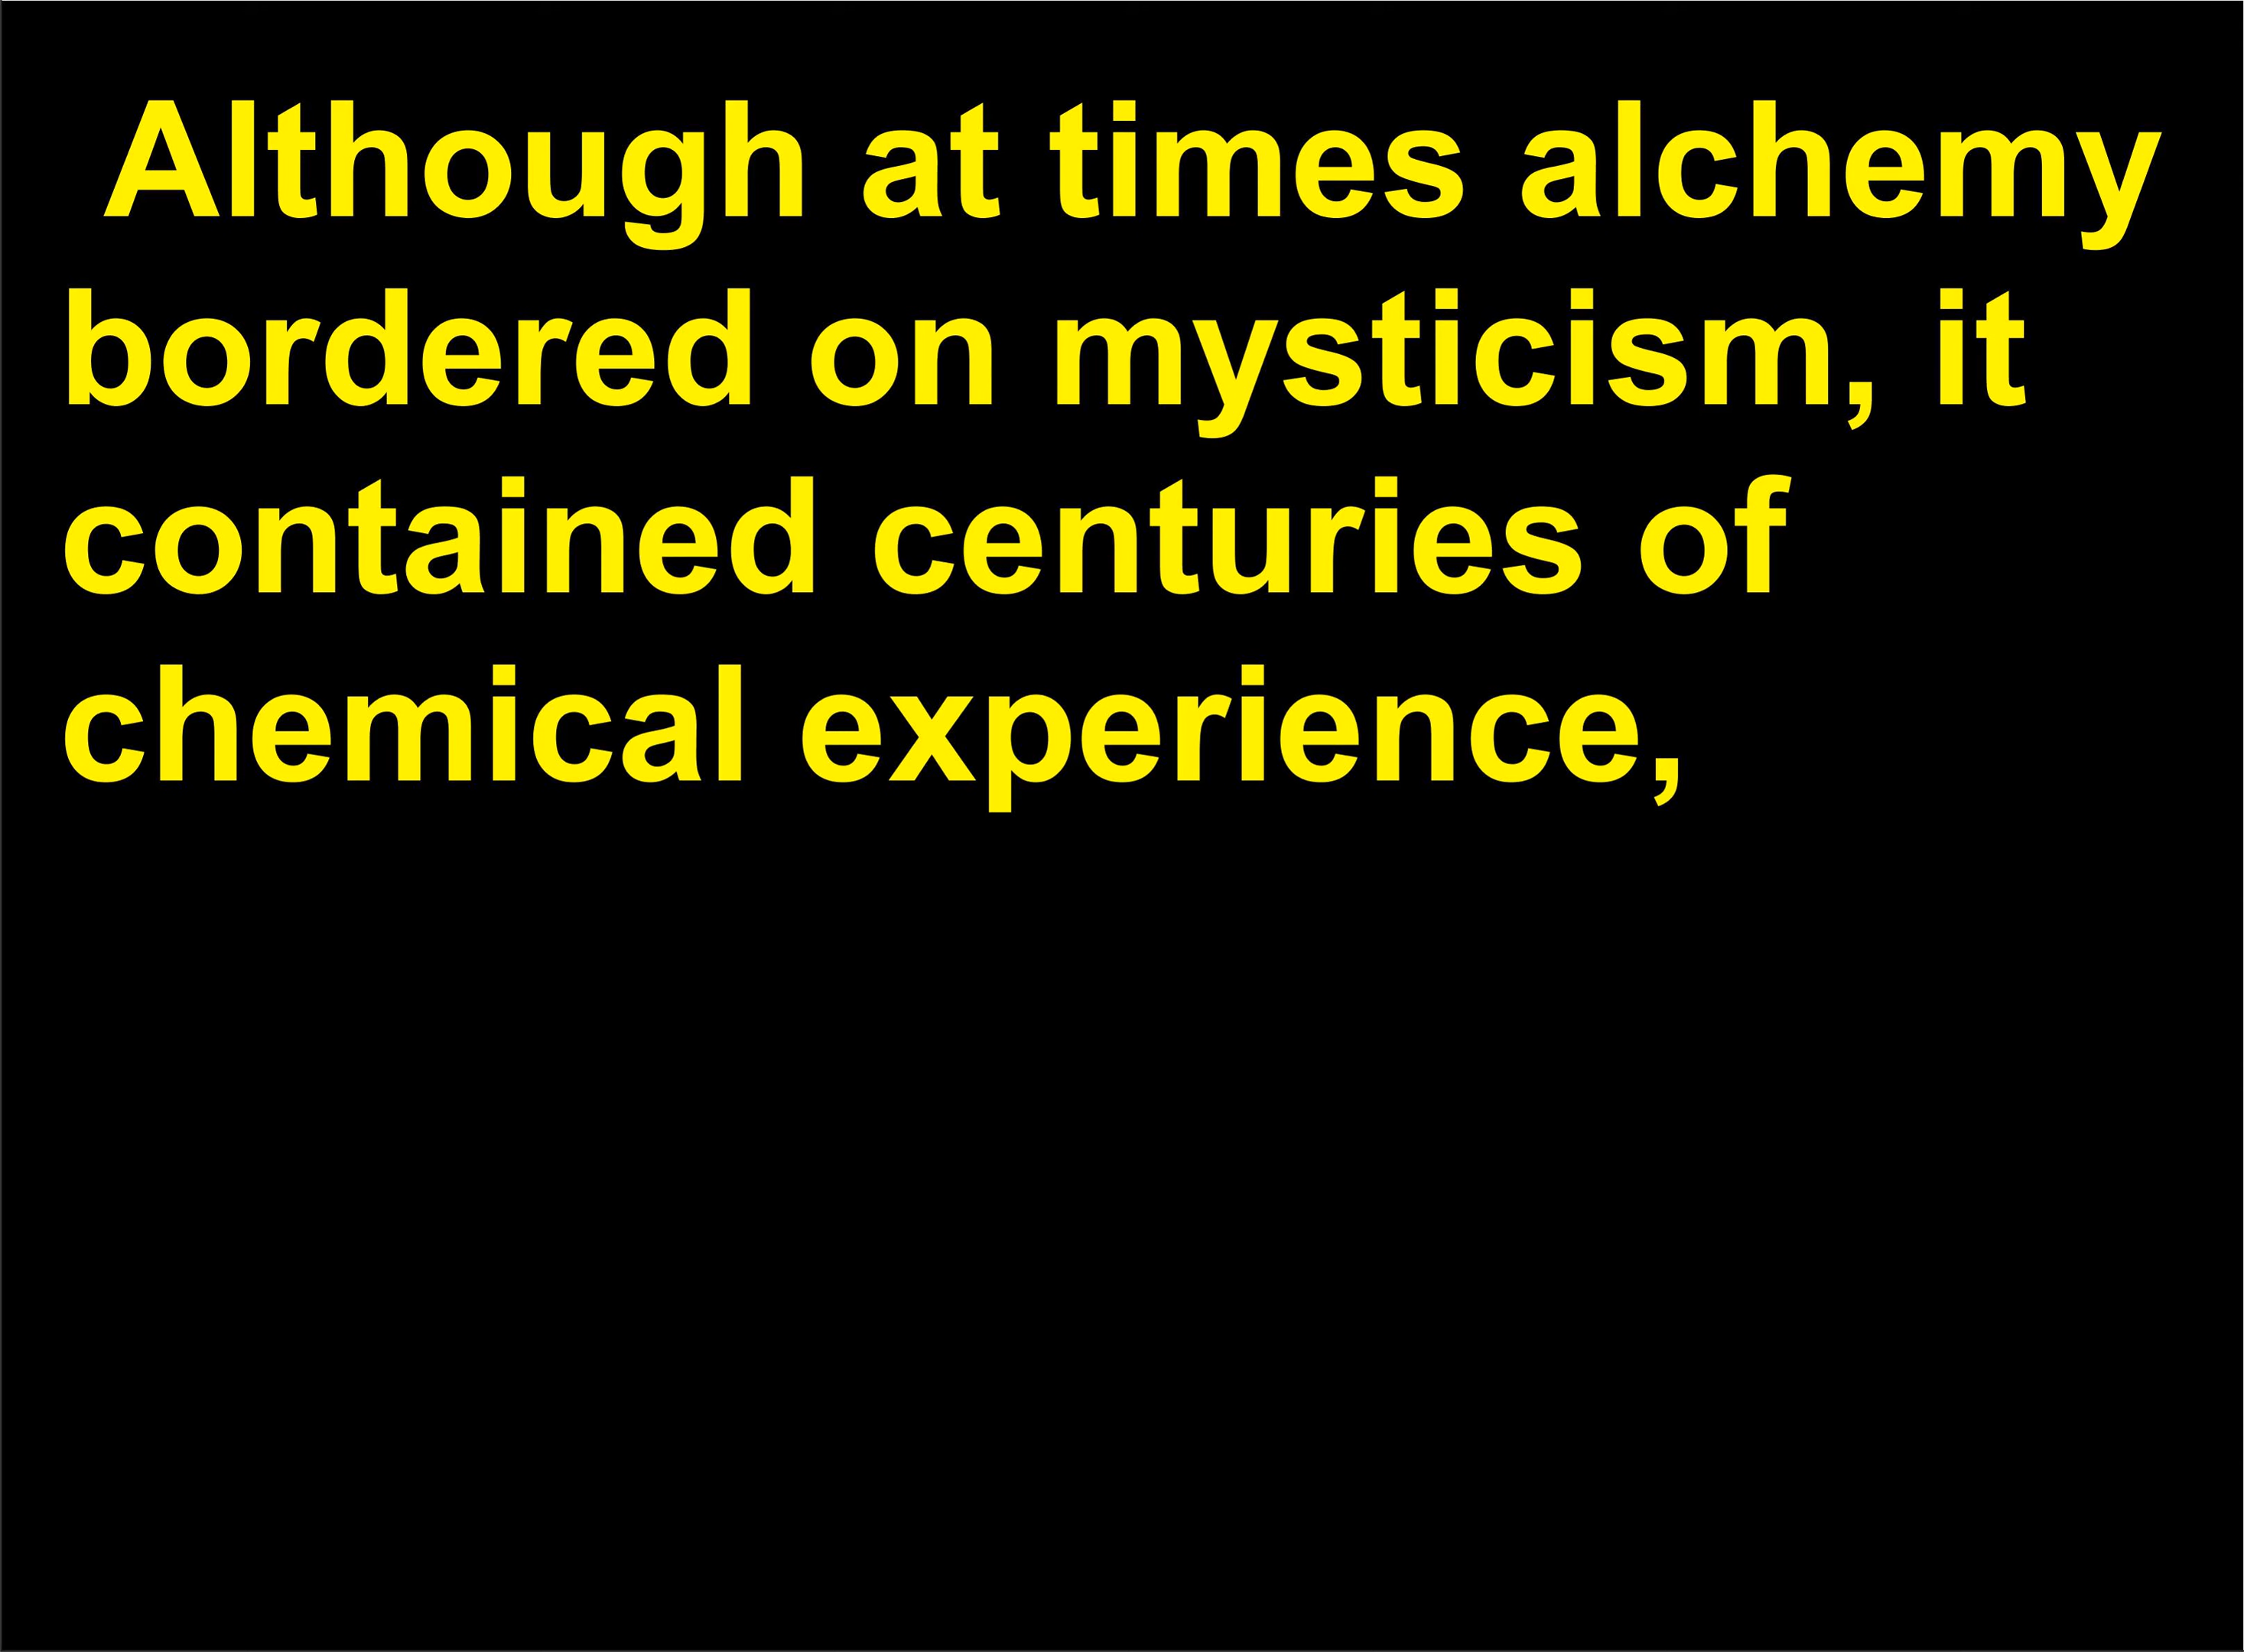 Although at times alchemy
bordered on mysticism, it
contained centuries of
chemical experience,